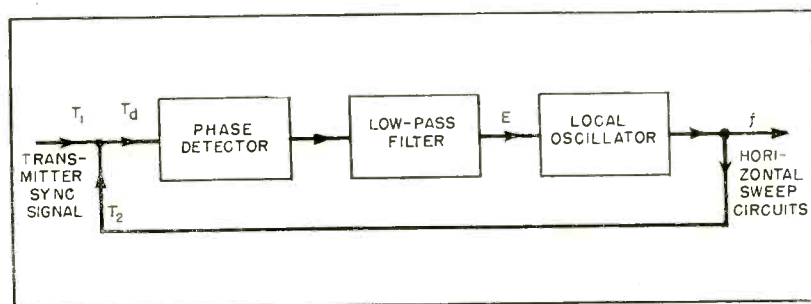 T1
Td
TRANS-
MITTER
SYNC
SIGNAL
T2
PHASE
DETECTOR
LOW-PASS
FILTER
E
LOCAL
OSCILLATOR
f
HORI-
ZONTAL
SWEEP
CIRCUITS